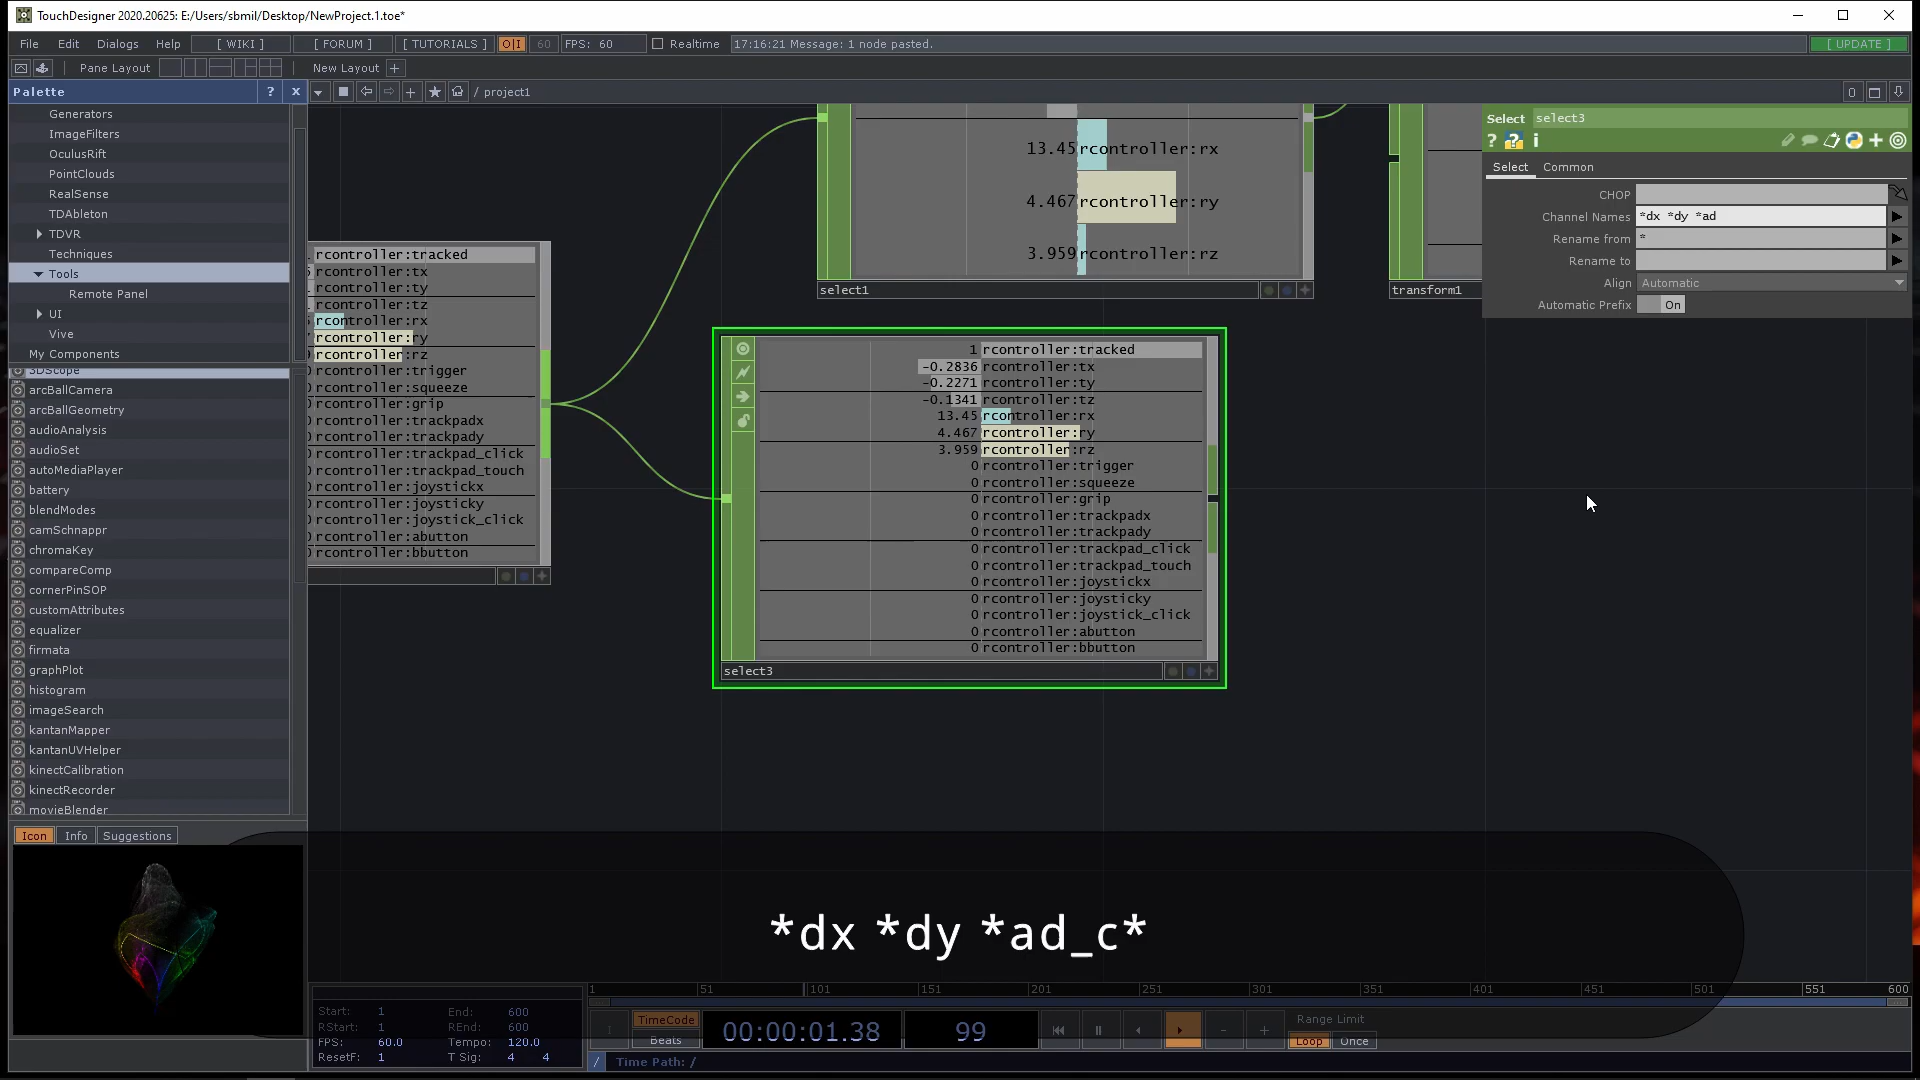 TouchDesigner 2020.20625: E:/Users/sbmil/Desktop/NewProject.1.toe*
File Edit Dialogs Help [ WIKI ] [ FORUM ] [ TUTORIALS ] O|I 60 FPS: 60 Realtime 17:16:21 Message: 1 node pasted. [ UPDATE ]
Pane Layout New Layout +
Palette ? x / project1 0
Generators
ImageFilters
OculusRift
PointClouds
RealSense
TDAbleton
TDVR
Techniques
Tools
Remote Panel
UI
Vive
My Components
3DScope
arcBallCamera
arcBallGeometry
audioAnalysis
audioSet
autoMediaPlayer
battery
blendModes
camSchnappr
chromaKey
compareComp
cornerPinSOP
customAttributes
equalizer
firmata
graphPlot
histogram
imageSearch
kantanMapper
kantanUVHelper
kinectCalibration
kinectRecorder
movieBlender
Icon Info Suggestions
rcontroller:tracked
rcontroller:tx
rcontroller:ty
rcontroller:tz
rcontroller:rx
rcontroller:ry
rcontroller:rz
rcontroller:trigger
rcontroller:squeeze
rcontroller:grip
rcontroller:trackpadx
rcontroller:trackpady
rcontroller:trackpad_click
rcontroller:trackpad_touch
rcontroller:joystickx
rcontroller:joysticky
rcontroller:joystick_click
rcontroller:abutton
rcontroller:bbutton
13.45 rcontroller:rx
4.467 rcontroller:ry
3.959 rcontroller:rz
select1
transform1
1 rcontroller:tracked
-0.2836 rcontroller:tx
-0.2271 rcontroller:ty
-0.1341 rcontroller:tz
13.45 rcontroller:rx
4.467 rcontroller:ry
3.959 rcontroller:rz
0 rcontroller:trigger
0 rcontroller:squeeze
0 rcontroller:grip
0 rcontroller:trackpadx
0 rcontroller:trackpady
0 rcontroller:trackpad_click
0 rcontroller:trackpad_touch
0 rcontroller:joystickx
0 rcontroller:joysticky
0 rcontroller:joystick_click
0 rcontroller:abutton
0 rcontroller:bbutton
select3
Select select3
? ? i
Select Common
CHOP
Channel Names *dx *dy *ad
Rename from *
Rename to
Align Automatic
Automatic Prefix On
*dx *dy *ad_c*
1 51 101 151 201 251 301 351 401 451 501 551 600
Start: 1 End: 600
RStart: 1 REnd: 600
FPS: 60.0 Tempo: 120.0
ResetF: 1 T Sig: 4 4
TimeCode
Beats
00:00:01.38 99
Range Limit
Loop Once
/ Time Path: /